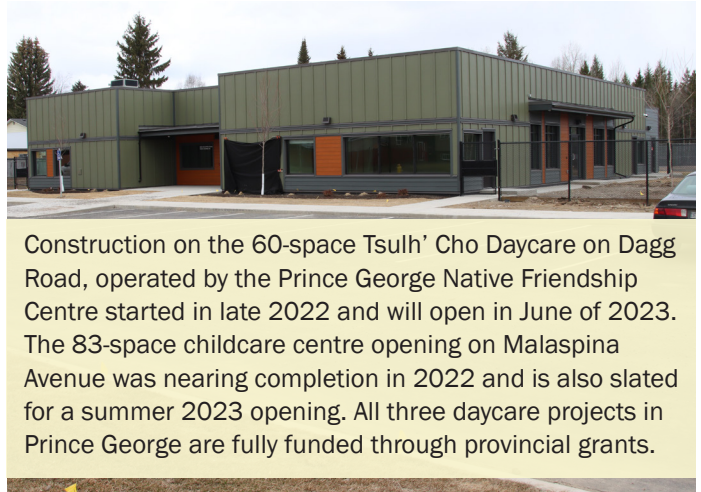 Construction on the 60-space Tsulh’ Cho Daycare on Dagg
Road, operated by the Prince George Native Friendship
Centre started in late 2022 and will open in June of 2023.
The 83-space childcare centre opening on Malaspina
Avenue was nearing completion in 2022 and is also slated
for a summer 2023 opening. All three daycare projects in
Prince George are fully funded through provincial grants.